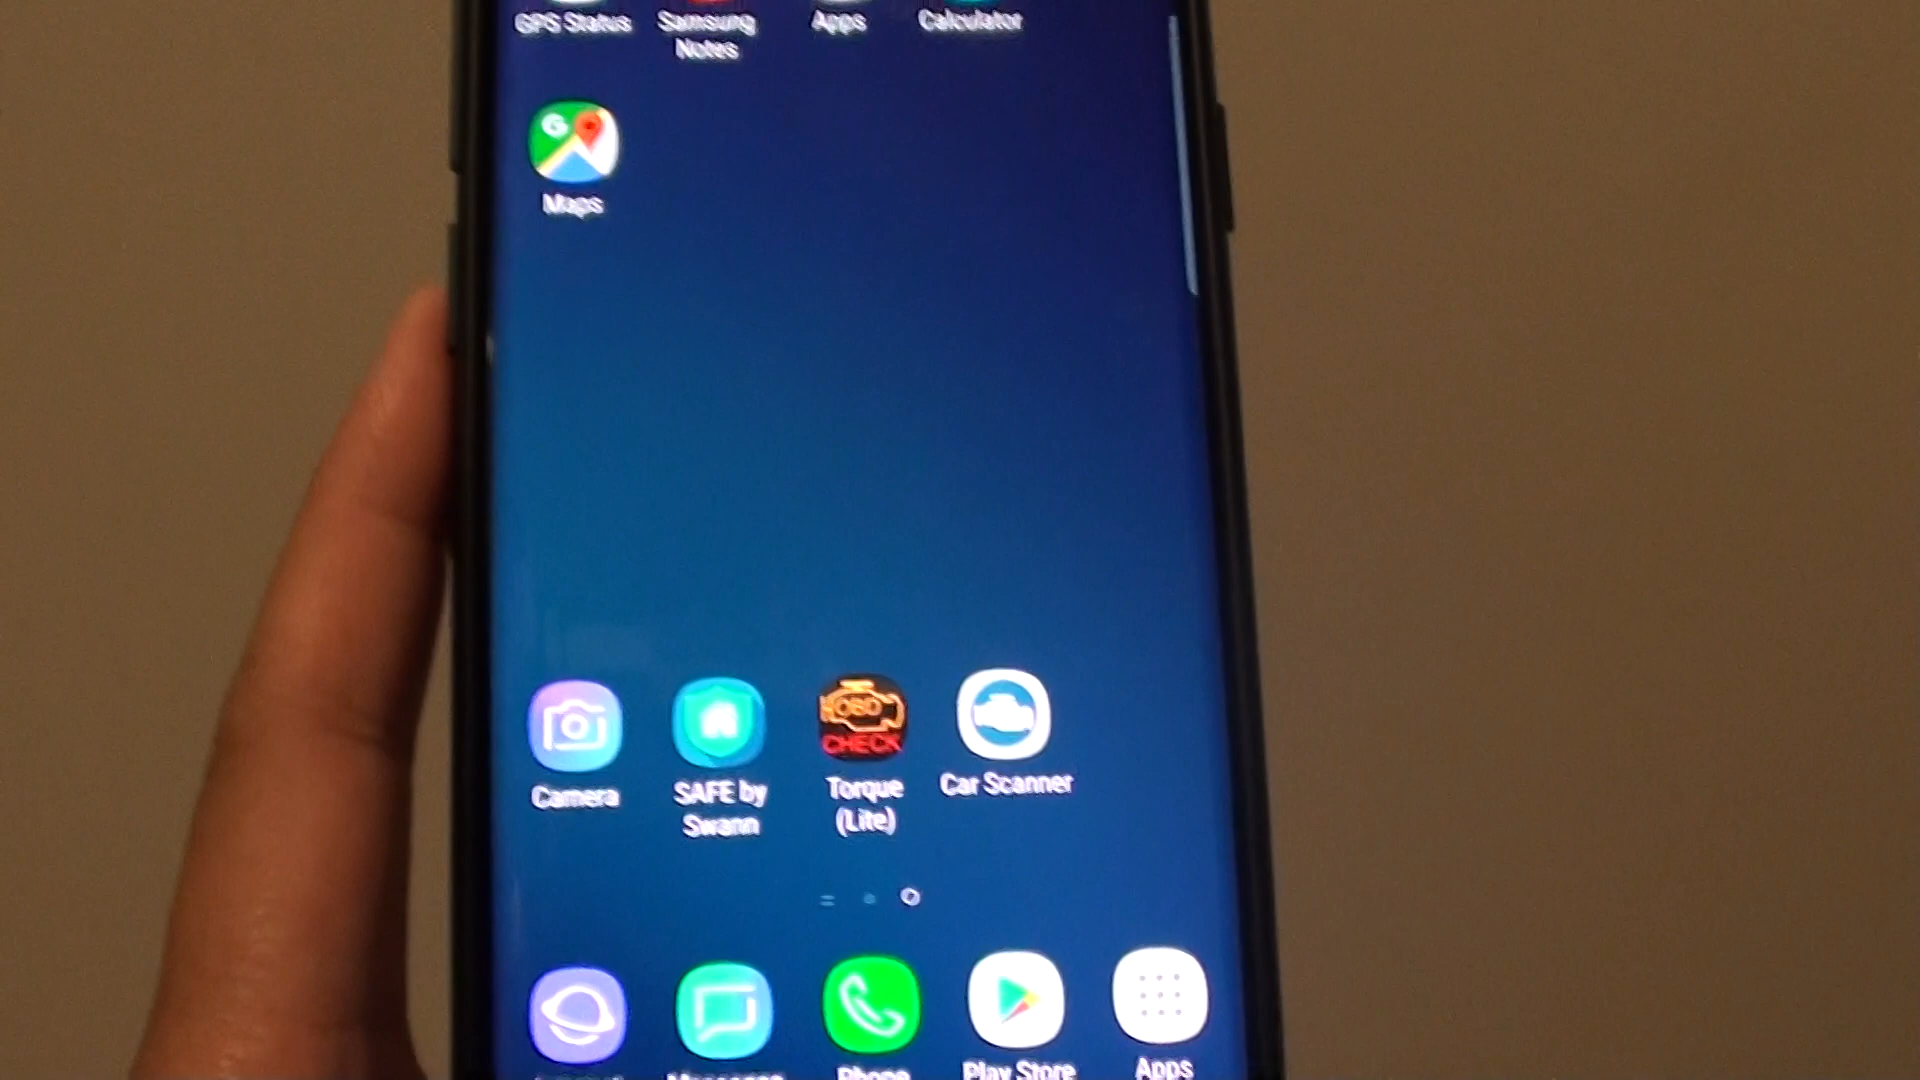 GPS Status
Samsung
Notes
Apps
Calculator
G
Maps
OBD
CHECK
Camera
SAFE by
Swann
Torque
(Lite)
Car Scanner
Phone
Play Store
Apps